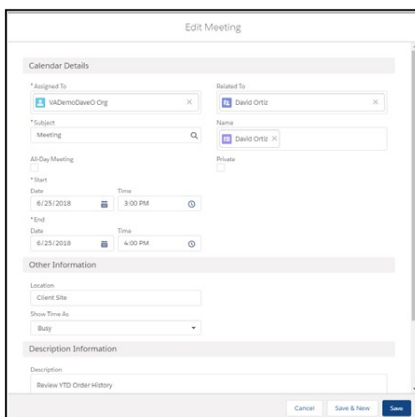 Edit Meeting
Calendar Details
*Assigned To Related To
VADemoDaveO Org × David Ortiz ×
*Subject Name
Meeting David Ortiz ×
All-Day Meeting Private
*Start
Date Time
6/25/2018 3:00 PM
*End
Date Time
6/25/2018 4:00 PM
Other Information
Location
Client Site
Show Time As
Busy
Description Information
Description
Review YTD Order History
Cancel Save & New Save